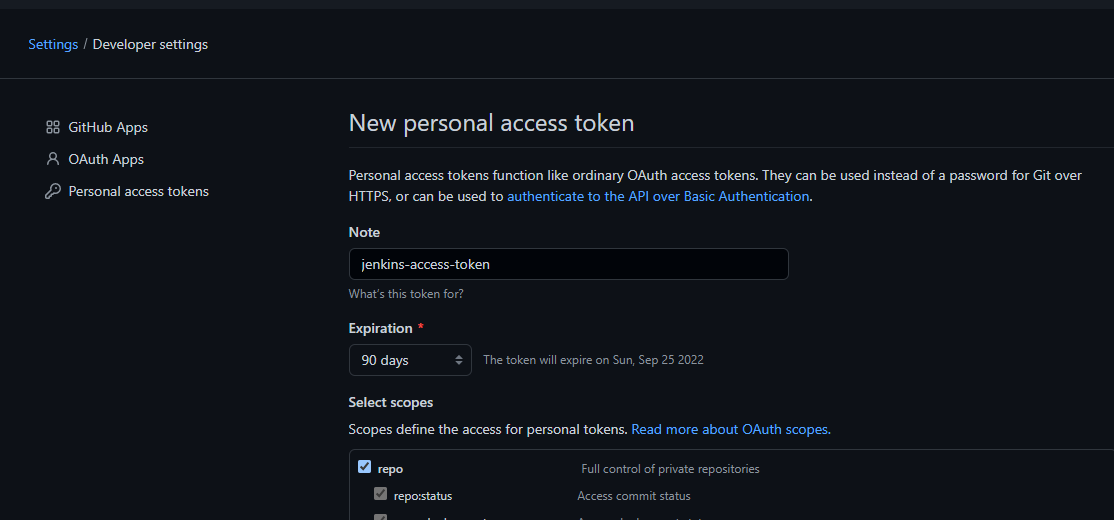 Settings / Developer settings
GitHub Apps
OAuth Apps
Personal access tokens
New personal access token
Personal access tokens function like ordinary OAuth access tokens. They can be used instead of a password for Git over
HTTPS, or can be used to authenticate to the API over Basic Authentication.
Note
jenkins-access-token
What's this token for?
Expiration *
90 days The token will expire on Sun, Sep 25 2022
Select scopes
Scopes define the access for personal tokens. Read more about OAuth scopes.
repo Full control of private repositories
repo:status Access commit status